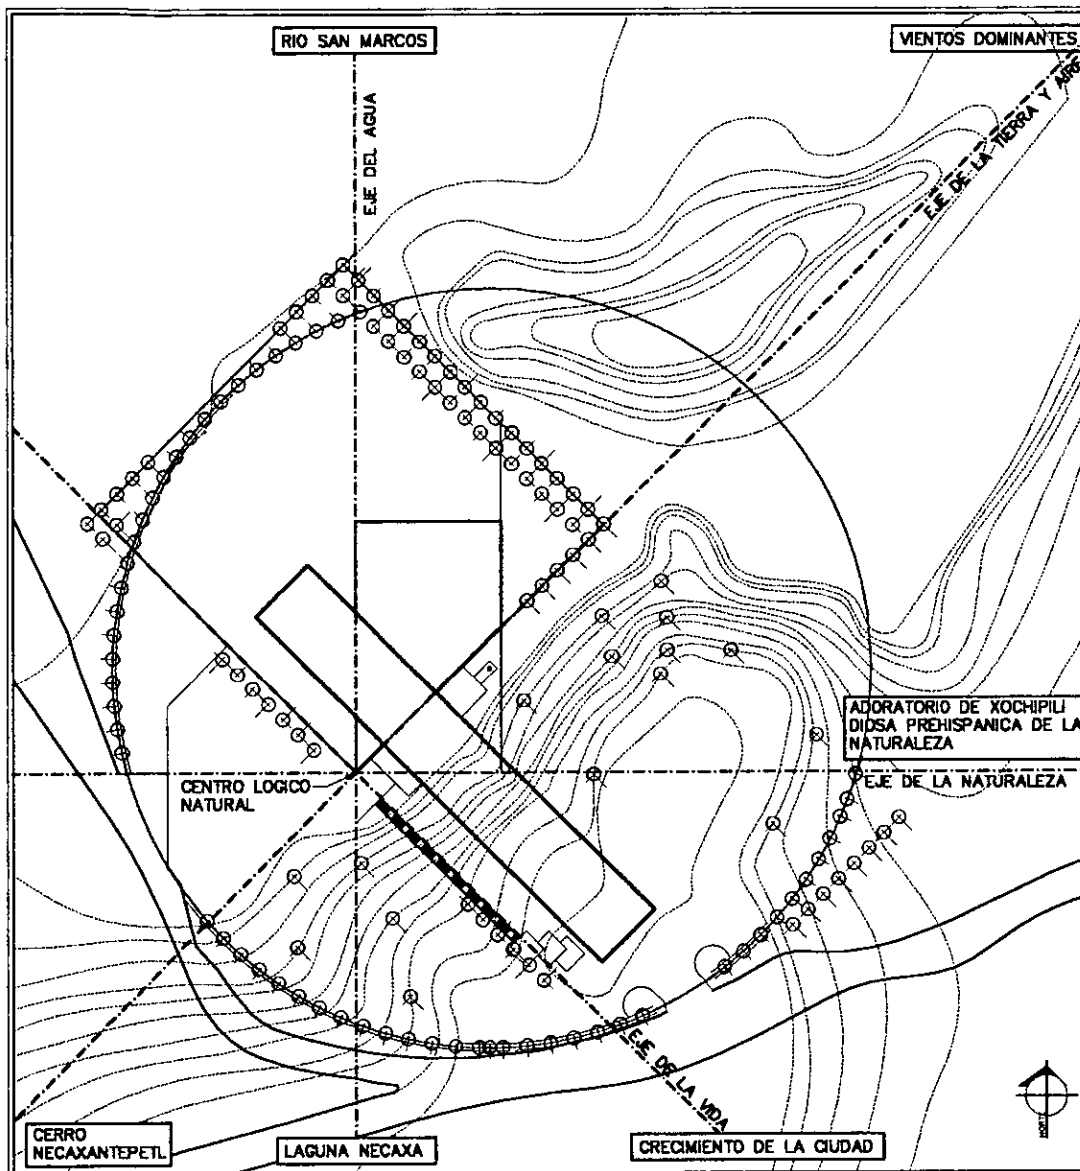 RIO SAN MARCOS
VIENTOS DOMINANTES
EJE DEL AGUA
EJE DE LA TIERRA Y AIRE
ADORATORIO DE XOCHIPILI
DIOSA PREHISPANICA DE LA
NATURALEZA
EJE DE LA NATURALEZA
CENTRO LOGICO
NATURAL
EJE DE LA VIDA
NORTE
CERRO
NECAXANTEPETL
LAGUNA NECAXA
CRECIMIENTO DE LA CIUDAD